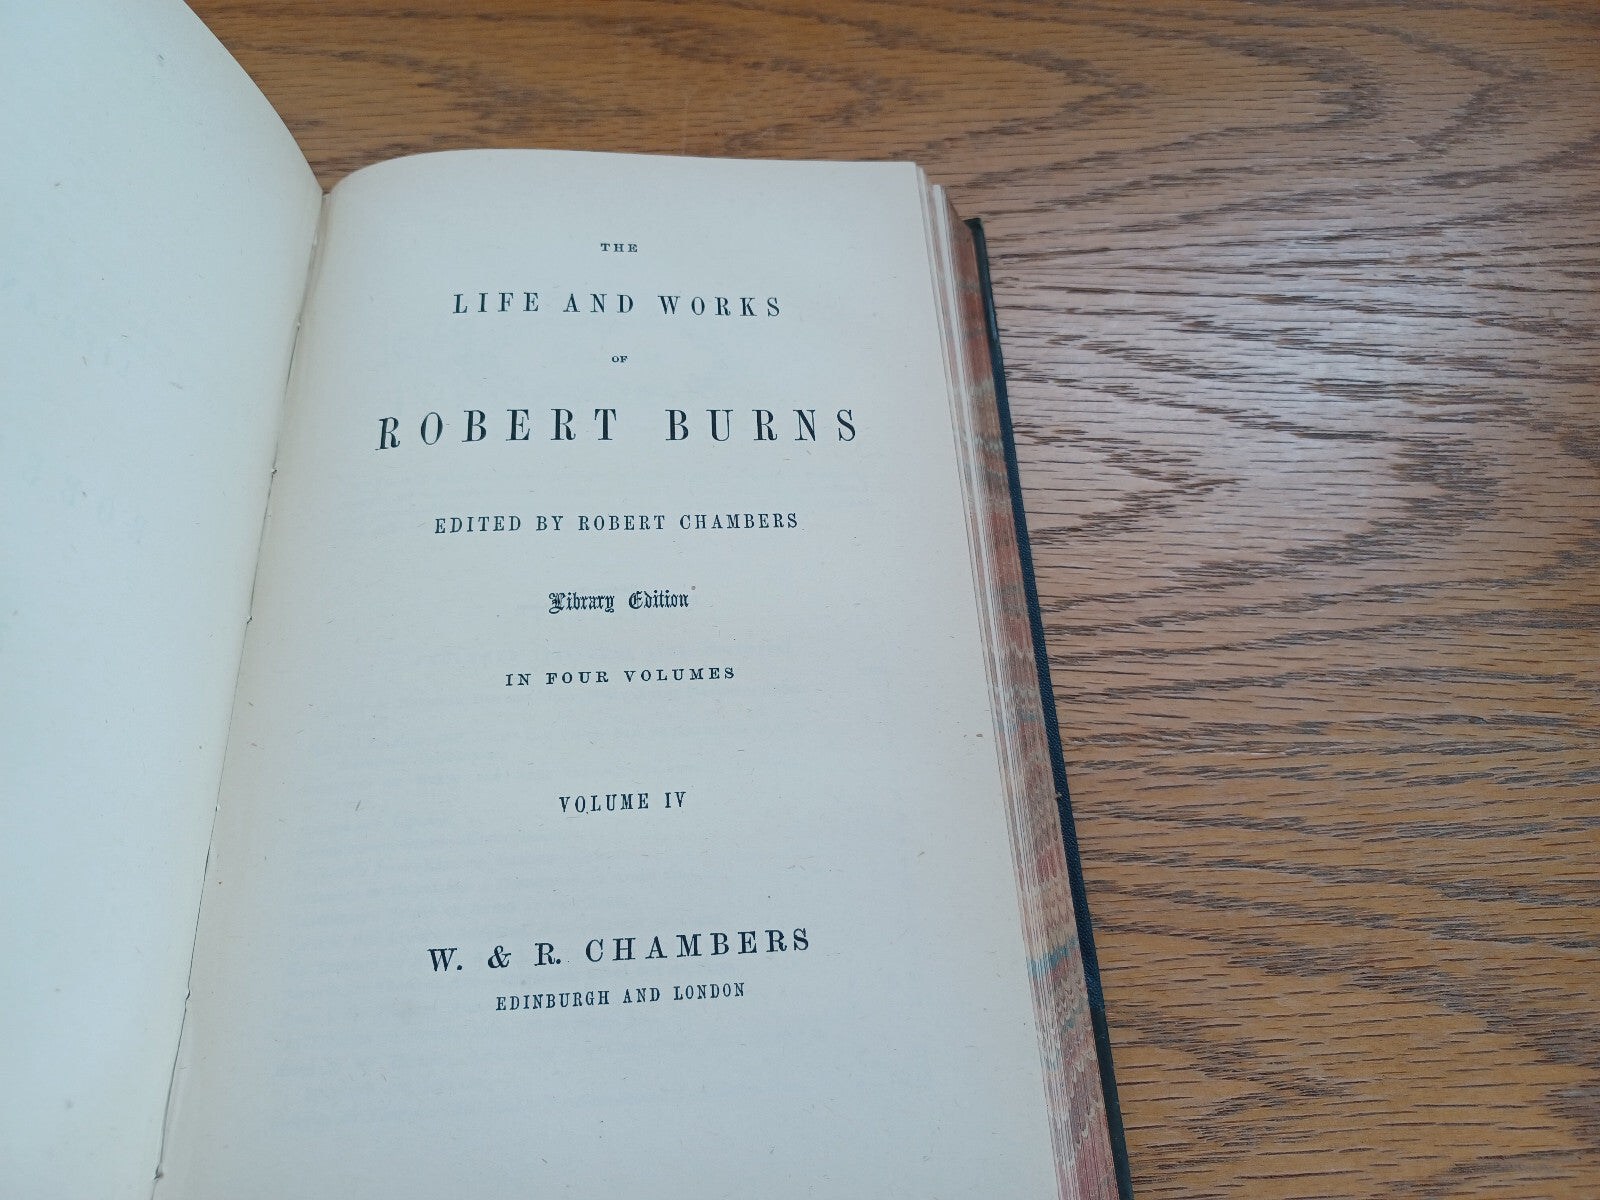 THE
LIFE AND WORKS
OF
ROBERT BURNS
EDITED BY ROBERT CHAMBERS
Library Edition
IN FOUR VOLUMES
VOLUME IV
W. & R. CHAMBERS
EDINBURGH AND LONDON